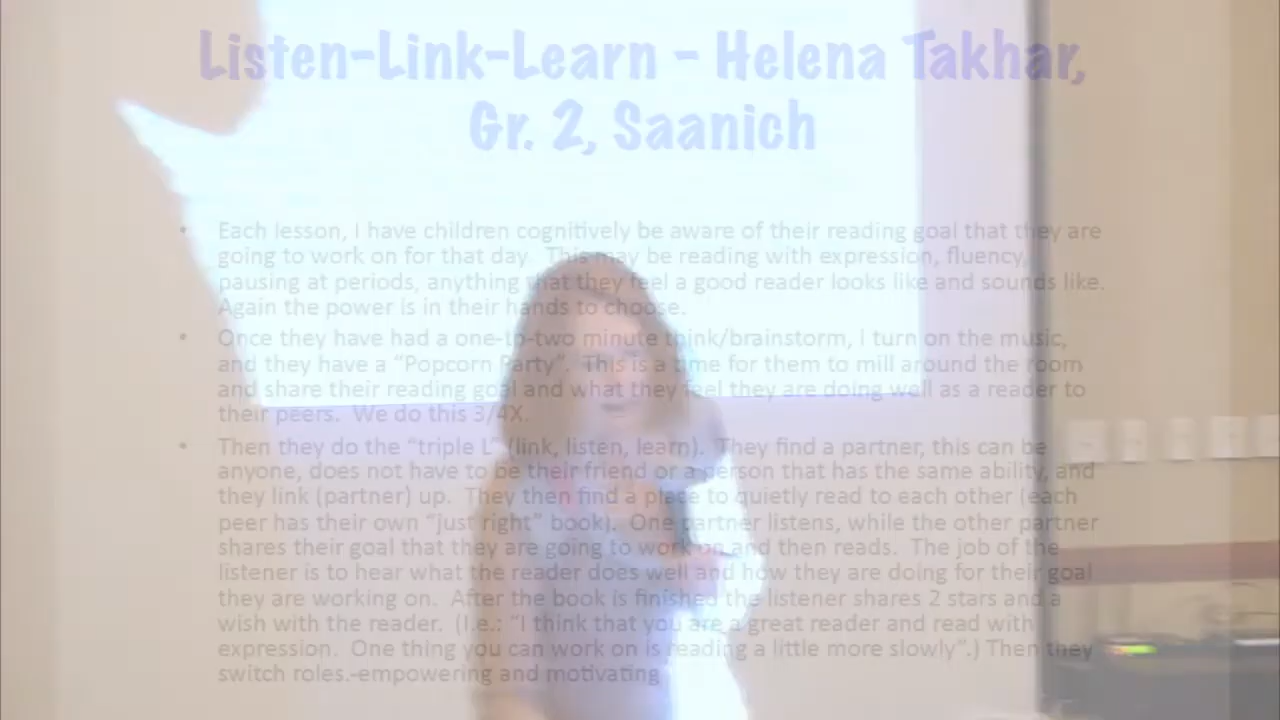 Listen-Link-Learn - Helena Takhar,
Gr. 2, Saanich
• Each lesson, I have children cognitively be aware of their reading goal that they are
going to work on for that day. This may be reading with expression, fluency,
pausing at periods, anything that they feel a good reader looks like and sounds like.
Again the power is in their hands to choose.
• Once they have had a one-to-two minute think/brainstorm, I turn on the music,
and they have a “Popcorn Party”. This is a time for them to mill around the room
and share their reading goal and what they feel they are doing well as a reader to
their peers. We do this 3/4X.
• Then they do the “triple L” (link, listen, learn). They find a partner, this can be
anyone, does not have to be their friend or a person that has the same ability, and
they link (partner) up. They then find a place to quietly read to each other (each
peer has their own “just right” book). One partner listens, while the other partner
shares their goal that they are going to work on and then reads. The job of the
listener is to hear what the reader does well and how they are doing for their goal
they are working on. After the book is finished the listener shares 2 stars and a
wish with the reader. (I.e.: “I think that you are a great reader and read with
expression. One thing you can work on is reading a little more slowly”.) Then they
switch roles.-empowering and motivating